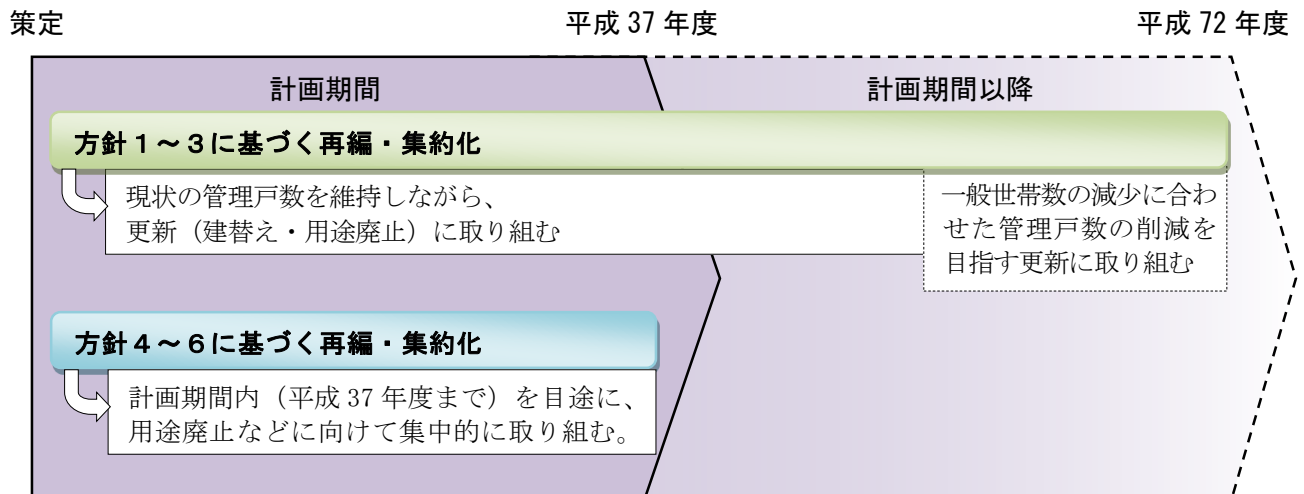 策定
平成 37 年度
平成 72 年度
計画期間
計画期間以降
方針1~3に基づく再編・集約化
現状の管理戸数を維持しながら、
更新（建替え・用途廃止）に取り組む
一般世帯数の減少に合わ
せた管理戸数の削減を
目指す更新に取り組む
方針4~6に基づく再編・集約化
計画期間内（平成 37 年度まで）を目途に、
用途廃止などに向けて集中的に取り組む。